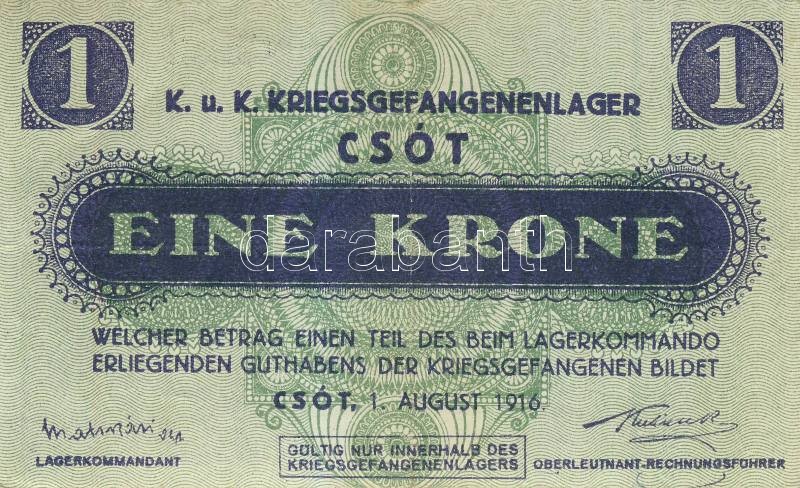 1 1
K. u. K. KRIEGSGEFANGENENLAGER
CSÓT
EINE KRONE
darabanth
WELCHER BETRAG EINEN TEIL DES BEIM LAGERKOMMANDO
ERLIEGENDEN GUTHABENS DER KRIEGSGEFANGENEN BILDET
CSÓT, 1. AUGUST 1916.
LAGERKOMMANDANT
GÜLTIG NUR INNERHALB DES
KRIEGSGEFANGENENLAGERS
OBERLEUTNANT-RECHNUNGSFÜHRER